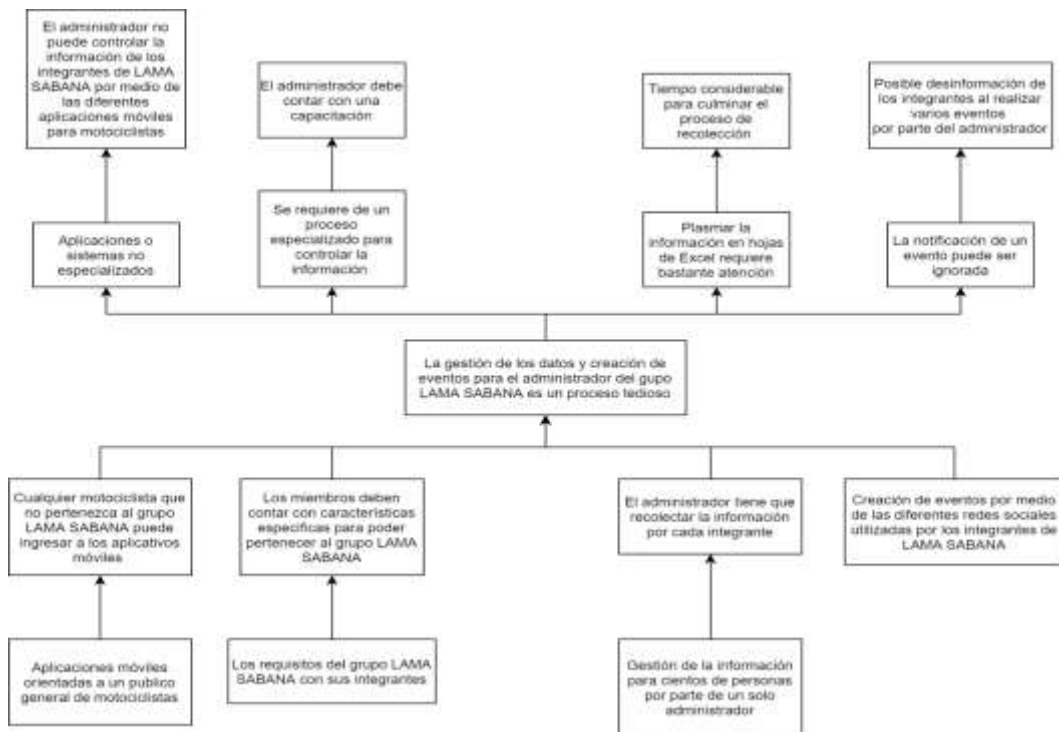 El administrador no
puede controlar la
información de los
integrantes de LAMA
SABANA por medio de
las diferentes
aplicaciones móviles
para motociclistas
El administrador debe
contar con una
capacitación
Tiempo considerable
para culminar el
proceso de
recolección
Posible desinformación de
los integrantes al realizar
varios eventos
por parte del administrador
Aplicaciones o
sistemas no
especializados
Se requiere de un
proceso
especializado para
controlar la
información
Plasmar la
información en hojas
de Excel requiere
bastante atención
La notificación de un
evento puede ser
ignorada
La gestión de los datos y creación de
eventos para el administrador del gupo
LAMA SABANA es un proceso tedioso
Cualquier motociclista que
no pertenezca al grupo
LAMA SABANA puede
ingresar a los aplicativos
móviles
Los miembros deben
contar con características
especificas para poder
pertenecer al grupo LAMA
SABANA
El administrador tiene que
recolectar la información
por cada integrante
Creación de eventos por medio
de las diferentes redes sociales
utilizadas por los integrantes de
LAMA SABANA
Aplicaciones móviles
orientadas a un publico
general de motociclistas
Los requisitos del grupo LAMA
SABANA con sus integrantes
Gestión de la información
para cientos de personas
por parte de un solo
administrador